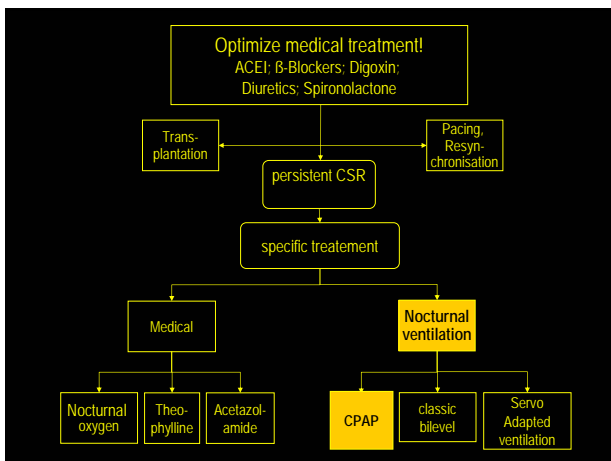 Optimize medical treatment!
ACEI; ß-Blockers; Digoxin;
Diuretics; Spironolactone
Trans-
plantation
Pacing,
Resyn-
chronisation
persistent CSR
specific treatement
Medical
Nocturnal
ventilation
Nocturnal
oxygen
Theo-
phylline
Acetazol-
amide
CPAP
classic
bilevel
Servo
Adapted
ventilation